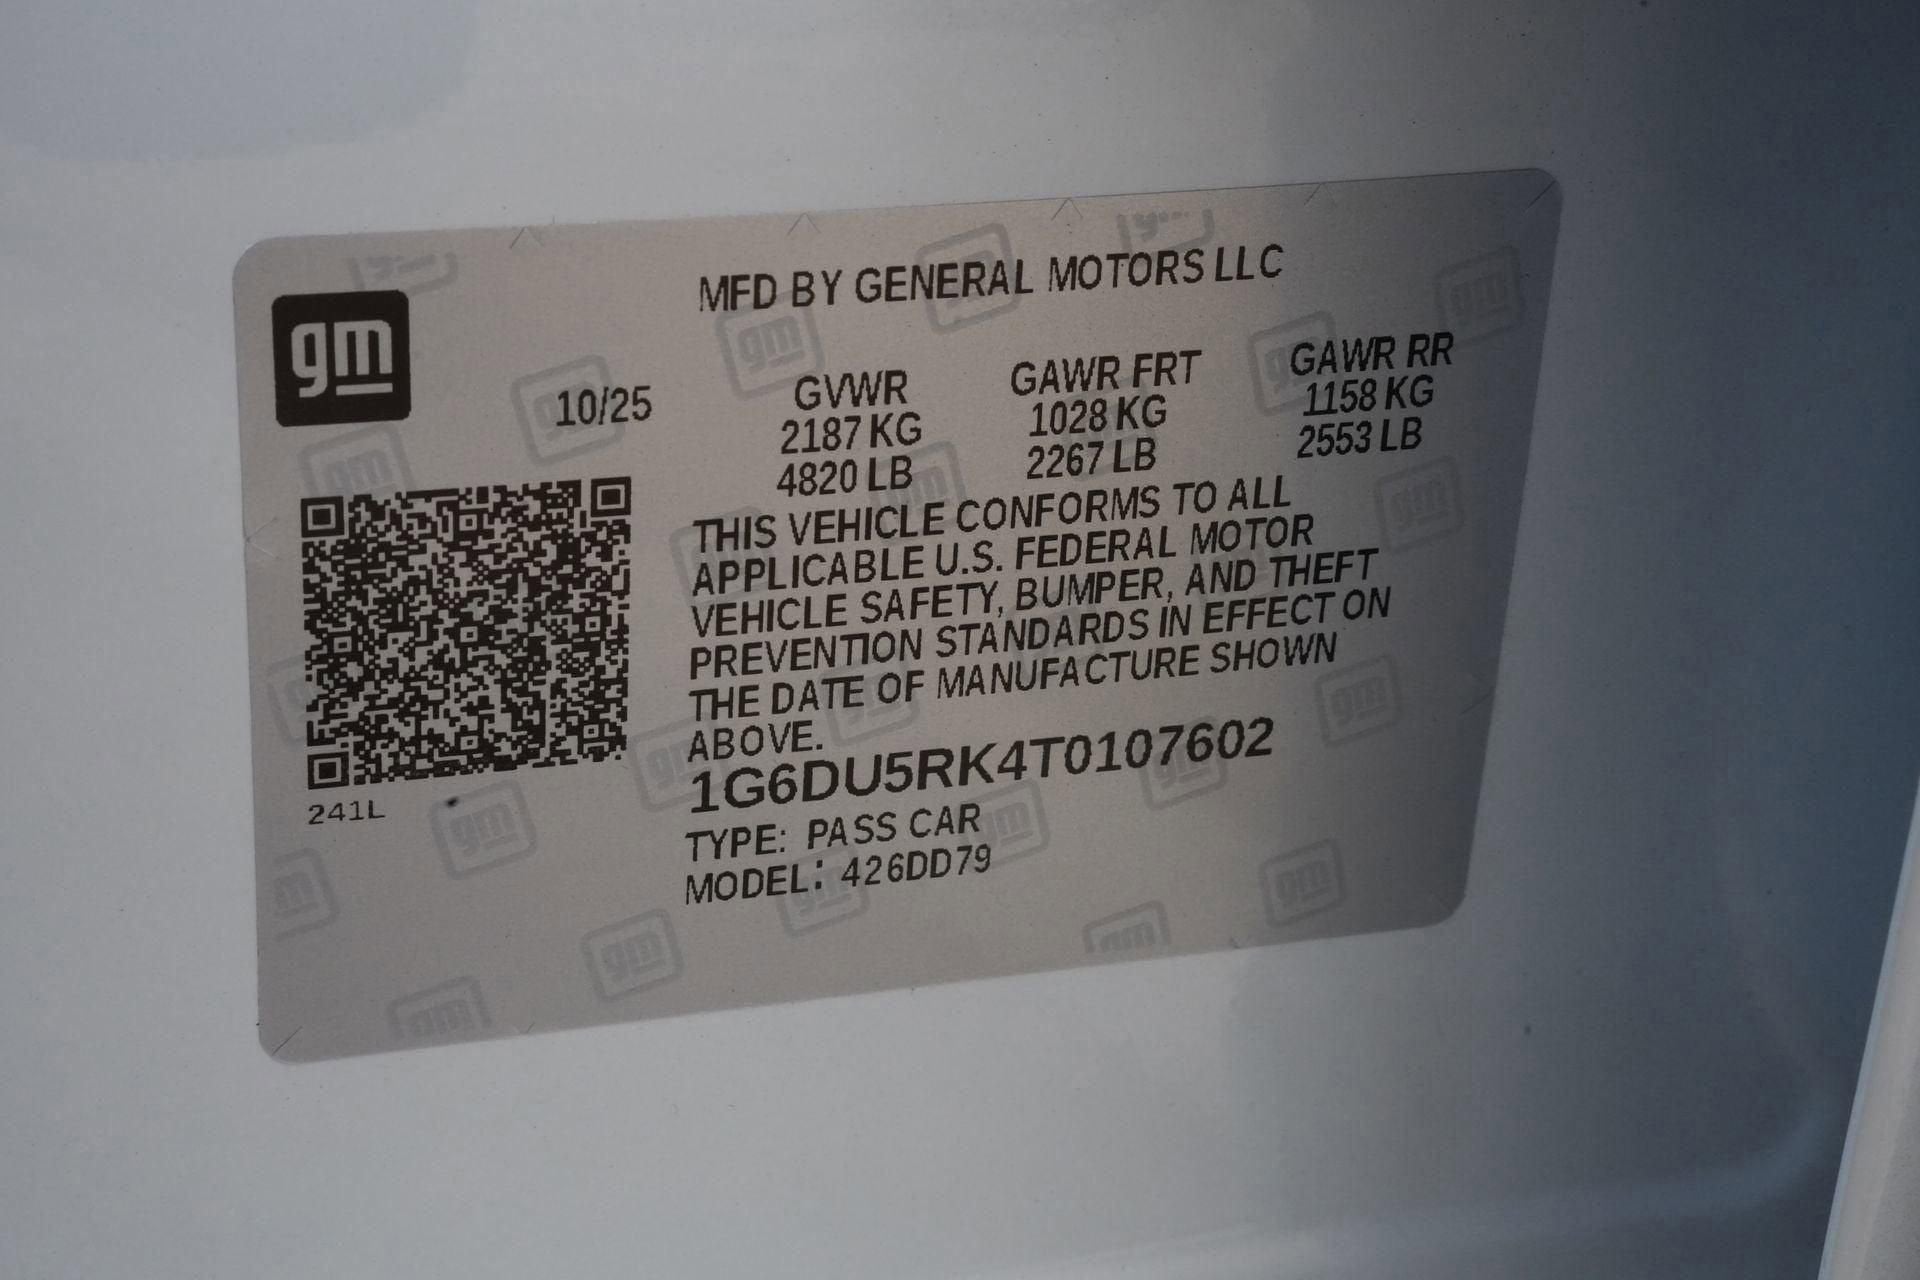 gm
MFD BY GENERAL MOTORS LLC
10/25
GVWR GAWR FRT GAWR RR
2187 KG 1028 KG 1158 KG
4820 LB 2267 LB 2553 LB
THIS VEHICLE CONFORMS TO ALL
APPLICABLE U.S. FEDERAL MOTOR
VEHICLE SAFETY, BUMPER, AND THEFT
PREVENTION STANDARDS IN EFFECT ON
THE DATE OF MANUFACTURE SHOWN
ABOVE.
1G6DU5RK4T0107602
TYPE: PASS CAR
MODEL: 426DD79
241L